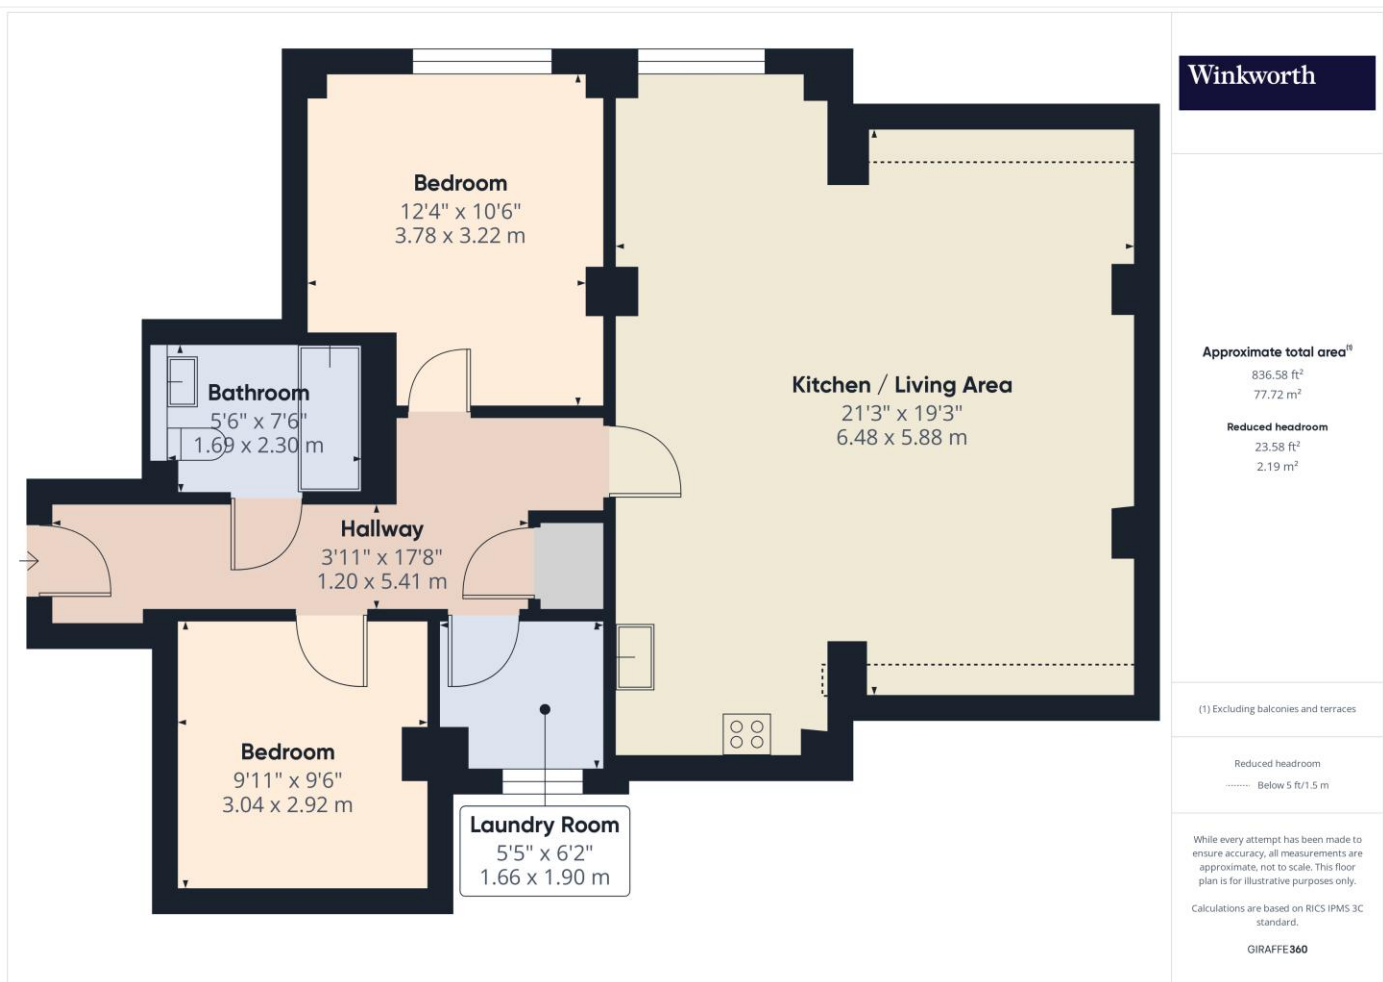 Winkworth
Bedroom
12'4" x 10'6"
3.78 x 3.22 m
Bathroom
5'6" x 7'6"
1.69 x 2.30 m
Kitchen / Living Area
21'3" x 19'3"
6.48 x 5.88 m
Hallway
3'11" x 17'8"
1.20 x 5.41 m
Bedroom
9'11" x 9'6"
3.04 x 2.92 m
Laundry Room
5'5" x 6'2"
1.66 x 1.90 m
Approximate total area(1)
836.58 ft²
77.72 m²
Reduced headroom
23.58 ft²
2.19 m²
(1) Excluding balconies and terraces
Reduced headroom
Below 5 ft/1.5 m
While every attempt has been made to
ensure accuracy, all measurements are
approximate, not to scale. This floor
plan is for illustrative purposes only.
Calculations are based on RICS IPMS 3C
standard.
GIRAFFE360